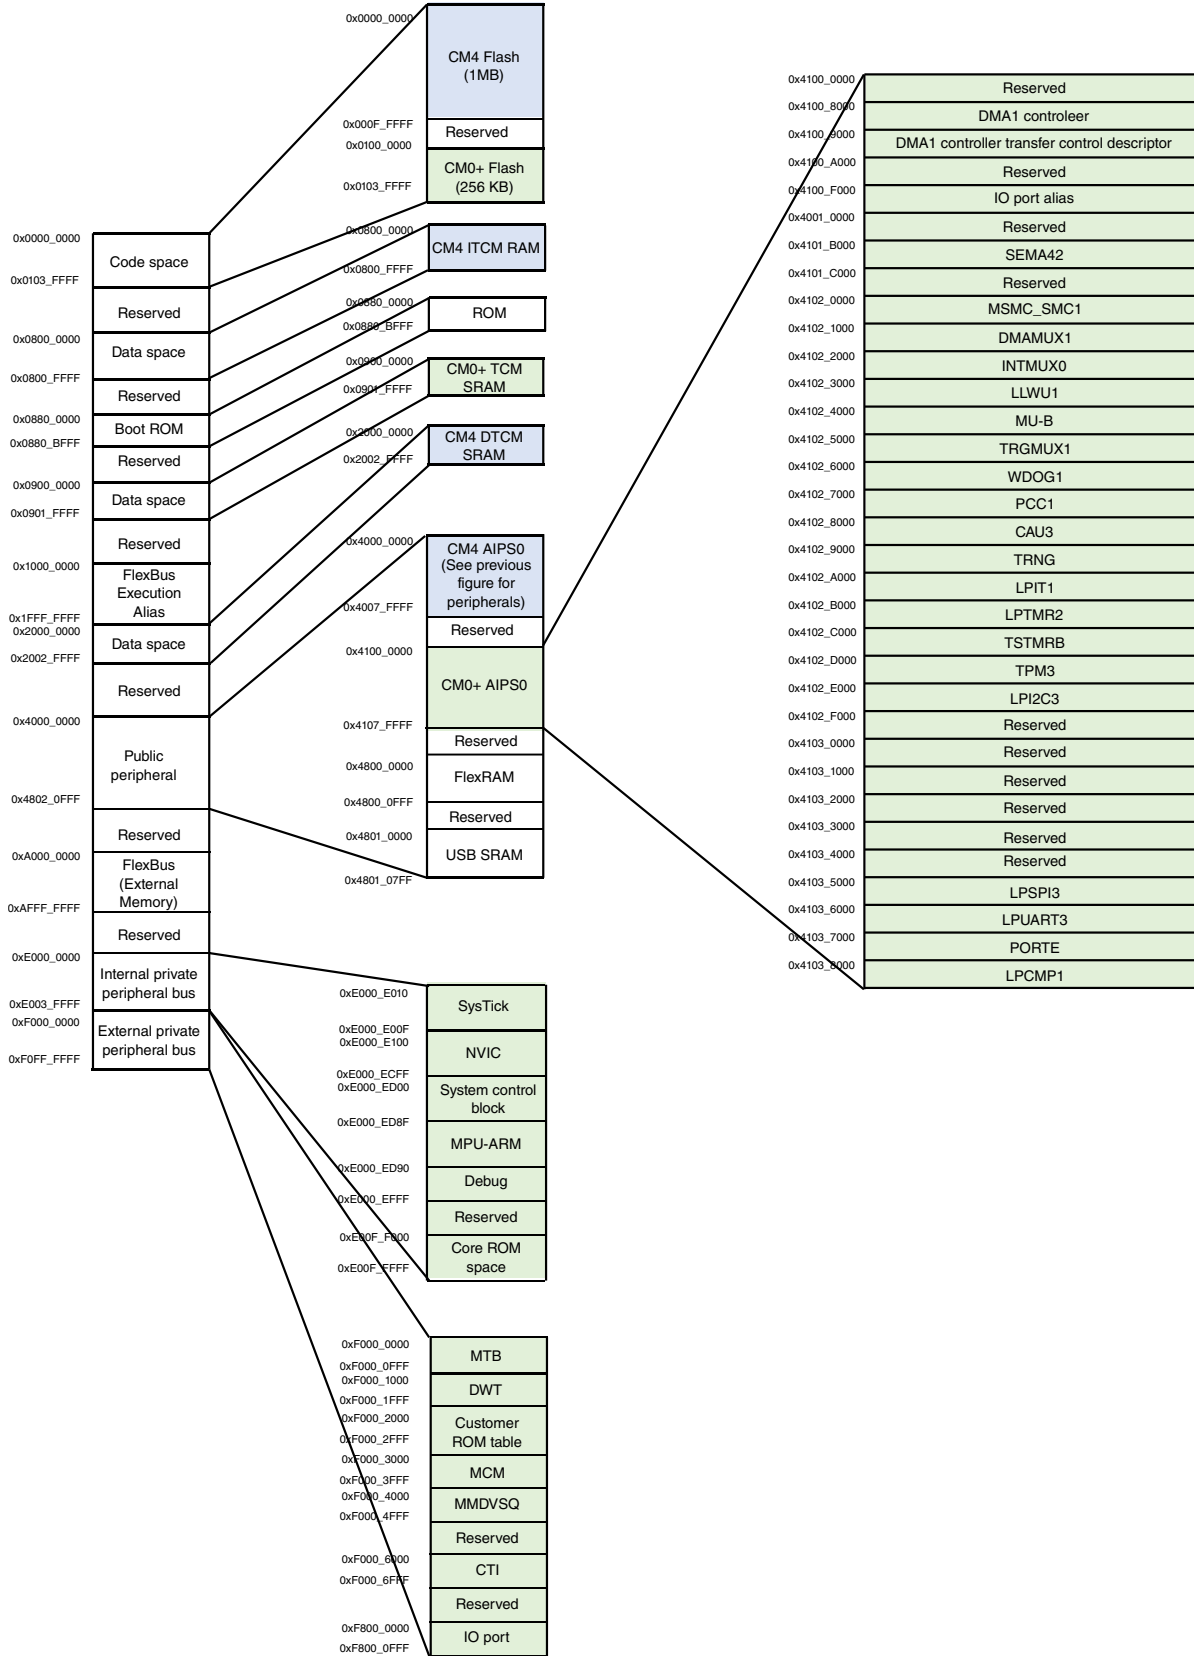 0x0000_0000
CM4 Flash
(1MB)
0x000F_FFFF
Reserved
0x0100_0000
CM0+ Flash
(256 KB)
0x0103_FFFF
0x0800_0000
CM4 ITCM RAM
0x0800_FFFF
0x0880_0000
ROM
0x0880_BFFF
0x0900_0000
CM0+ TCM
SRAM
0x0901_FFFF
0x2000_0000
CM4 DTCM
SRAM
0x2002_FFFF
0x4000_0000
CM4 AIPS0
(See previous
figure for
peripherals)
0x4007_FFFF
Reserved
0x4100_0000
CM0+ AIPS0
0x4107_FFFF
Reserved
0x4800_0000
FlexRAM
0x4800_0FFF
Reserved
0x4801_0000
USB SRAM
0x4801_07FF
0x0000_0000
Code space
0x0103_FFFF
Reserved
0x0800_0000
Data space
0x0800_FFFF
Reserved
0x0880_0000
Boot ROM
0x0880_BFFF
Reserved
0x0900_0000
Data space
0x0901_FFFF
Reserved
0x1000_0000
FlexBus
Execution
Alias
0x1FFF_FFFF
0x2000_0000
Data space
0x2002_FFFF
Reserved
0x4000_0000
Public
peripheral
0x4802_0FFF
Reserved
0xA000_0000
FlexBus
(External
Memory)
0xAFFF_FFFF
Reserved
0xE000_0000
Internal private
peripheral bus
0xE003_FFFF
0xF000_0000
External private
peripheral bus
0xF0FF_FFFF
0xE000_E010
SysTick
0xE000_E00F
0xE000_E100
NVIC
0xE000_ECFF
0xE000_ED00
System control
block
0xE000_ED8F
MPU-ARM
0xE000_ED90
Debug
0xE000_EFFF
Reserved
0xE00F_F000
Core ROM
space
0xE00F_FFFF
0xF000_0000
MTB
0xF000_0FFF
0xF000_1000
DWT
0xF000_1FFF
0xF000_2000
Customer
ROM table
0xF000_2FFF
0xF000_3000
MCM
0xF000_3FFF
0xF000_4000
MMDVSQ
0xF000_4FFF
Reserved
0xF000_6000
CTI
0xF000_6FFF
Reserved
0xF800_0000
IO port
0xF800_0FFF
0x4100_0000
Reserved
0x4100_8000
DMA1 controleer
0x4100_9000
DMA1 controller transfer control descriptor
0x4100_A000
Reserved
0x4100_F000
IO port alias
0x4001_0000
Reserved
0x4101_B000
SEMA42
0x4101_C000
Reserved
0x4102_0000
MSMC_SMC1
0x4102_1000
DMAMUX1
0x4102_2000
INTMUX0
0x4102_3000
LLWU1
0x4102_4000
MU-B
0x4102_5000
TRGMUX1
0x4102_6000
WDOG1
0x4102_7000
PCC1
0x4102_8000
CAU3
0x4102_9000
TRNG
0x4102_A000
LPIT1
0x4102_B000
LPTMR2
0x4102_C000
TSTMRB
0x4102_D000
TPM3
0x4102_E000
LPI2C3
0x4102_F000
Reserved
0x4103_0000
Reserved
0x4103_1000
Reserved
0x4103_2000
Reserved
0x4103_3000
Reserved
0x4103_4000
Reserved
0x4103_5000
LPSPI3
0x4103_6000
LPUART3
0x4103_7000
PORTE
0x4103_8000
LPCMP1